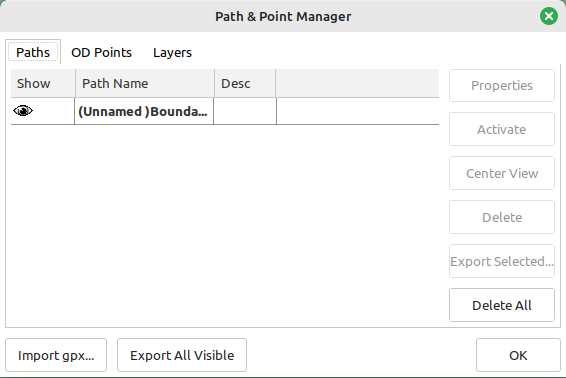 Path & Point Manager
Paths OD Points Layers
Show Path Name Desc
(Unnamed )Bounda...
Properties
Activate
Center View
Delete
Export Selected...
Delete All
Import gpx... Export All Visible OK